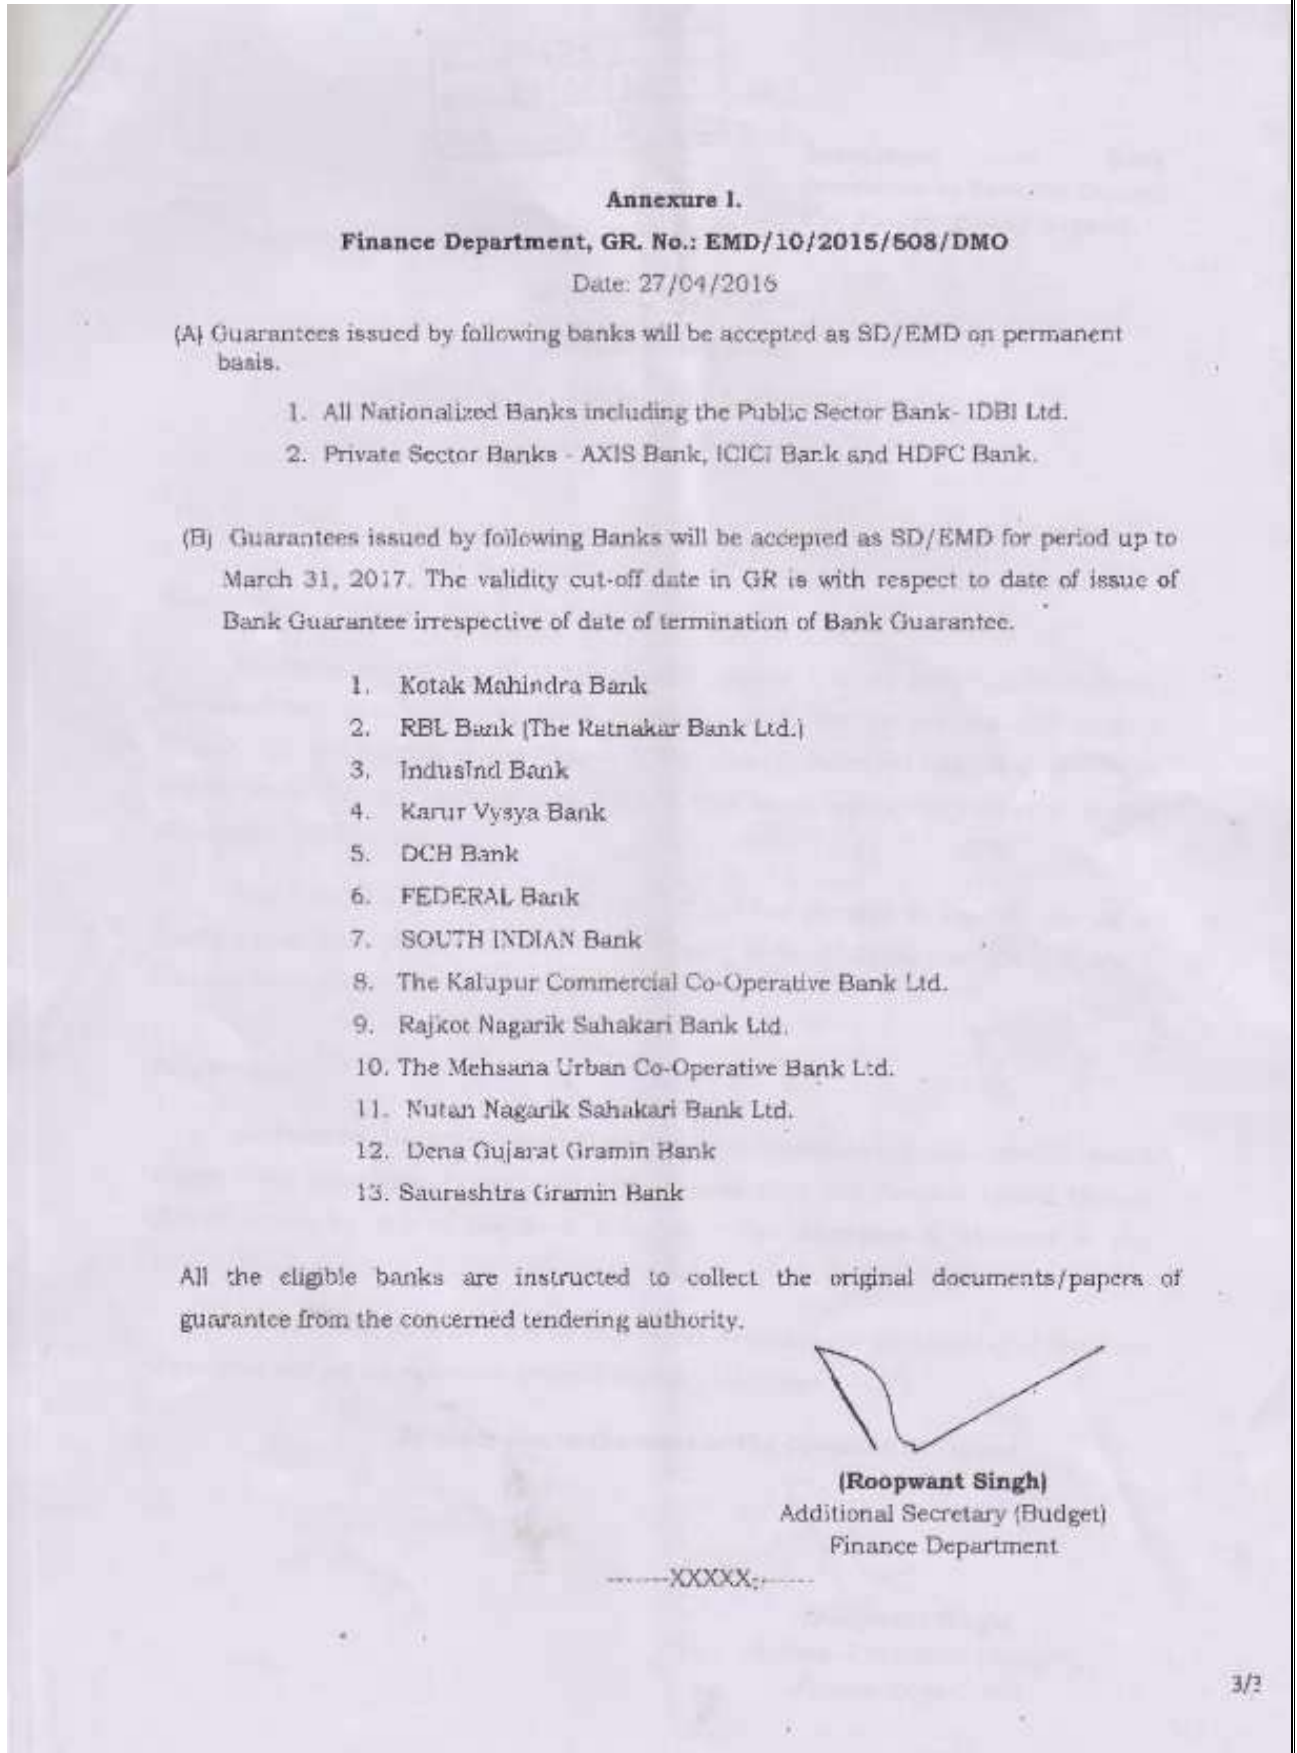 Annexure I.
Finance Department, GR. No.: EMD/10/2015/508/DMO
Date: 27/04/2016
(A) Guarantees issued by following banks will be accepted as SD/EMD on permanent
basis.
1. All Nationalized Banks including the Public Sector Bank- IDBI Ltd.
2. Private Sector Banks - AXIS Bank, ICICI Bank and HDFC Bank.
(B) Guarantees issued by following Banks will be accepted as SD/EMD for period up to
March 31, 2017. The validity cut-off date in GR is with respect to date of issue of
Bank Guarantee irrespective of date of termination of Bank Guarantee.
1. Kotak Mahindra Bank
2. RBL Bank (The Ratnakar Bank Ltd.)
3. IndusInd Bank
4. Karur Vysya Bank
5. DCB Bank
6. FEDERAL Bank
7. SOUTH INDIAN Bank
8. The Kalupur Commercial Co-Operative Bank Ltd.
9. Rajkot Nagarik Sahakari Bank Ltd.
10. The Mehsana Urban Co-Operative Bank Ltd.
11. Nutan Nagarik Sahakari Bank Ltd.
12. Dena Gujarat Gramin Bank
13. Saurashtra Gramin Bank
All the eligible banks are instructed to collect the original documents/papers of
guarantee from the concerned tendering authority.
(Roopwant Singh)
Additional Secretary (Budget)
Finance Department
-------XXXXX-------